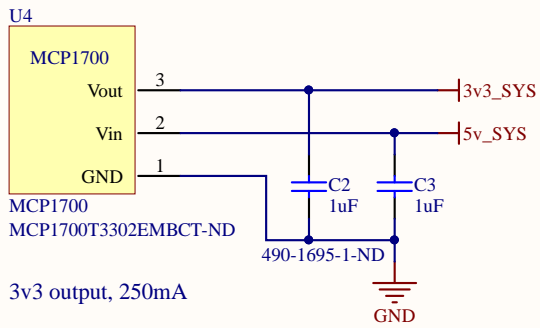 U4
MCP1700
Vout 3 3v3_SYS
Vin 2 5v_SYS
GND 1
C2 C3
1uF 1uF
MCP1700
MCP1700T3302EMBCT-ND
490-1695-1-ND
3v3 output, 250mA
GND